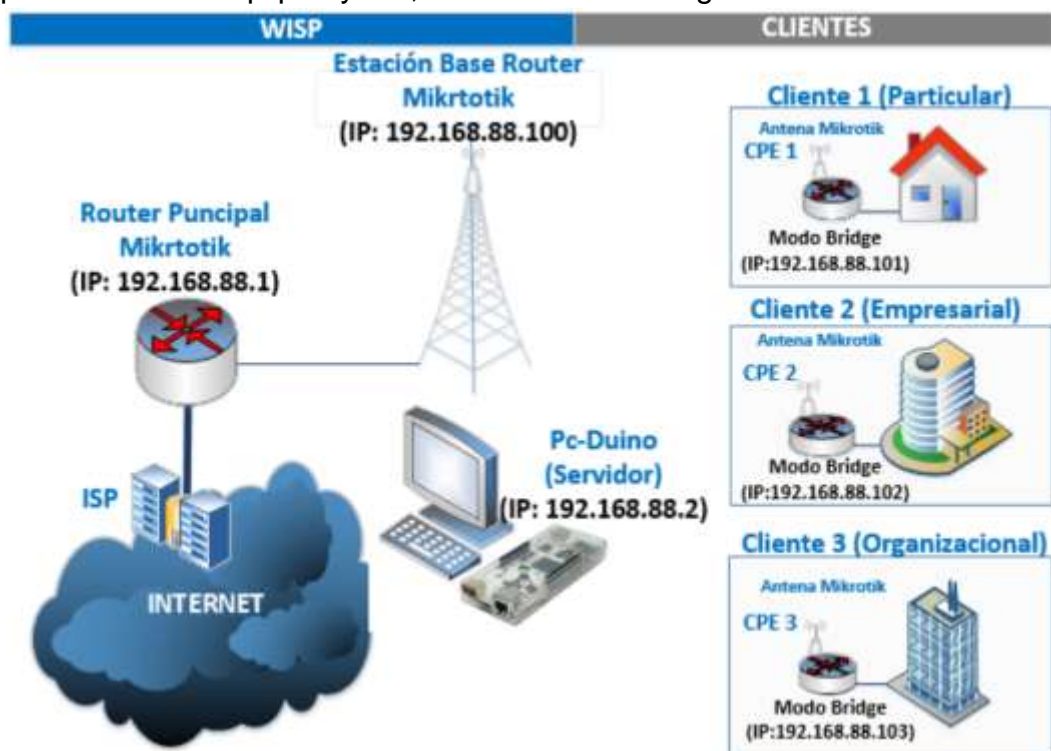 WISP
CLIENTES
Estación Base Router
Mikrtotik
(IP: 192.168.88.100)
Router Puncipal
Mikrtotik
(IP: 192.168.88.1)
ISP
INTERNET
Pc-Duino
(Servidor)
(IP: 192.168.88.2)
Cliente 1 (Particular)
Antena Mikrotik
CPE 1
Modo Bridge
(IP:192.168.88.101)
Cliente 2 (Empresarial)
Antena Mikrotik
CPE 2
Modo Bridge
(IP:192.168.88.102)
Cliente 3 (Organizacional)
Antena Mikrotik
CPE 3
Modo Bridge
(IP:192.168.88.103)